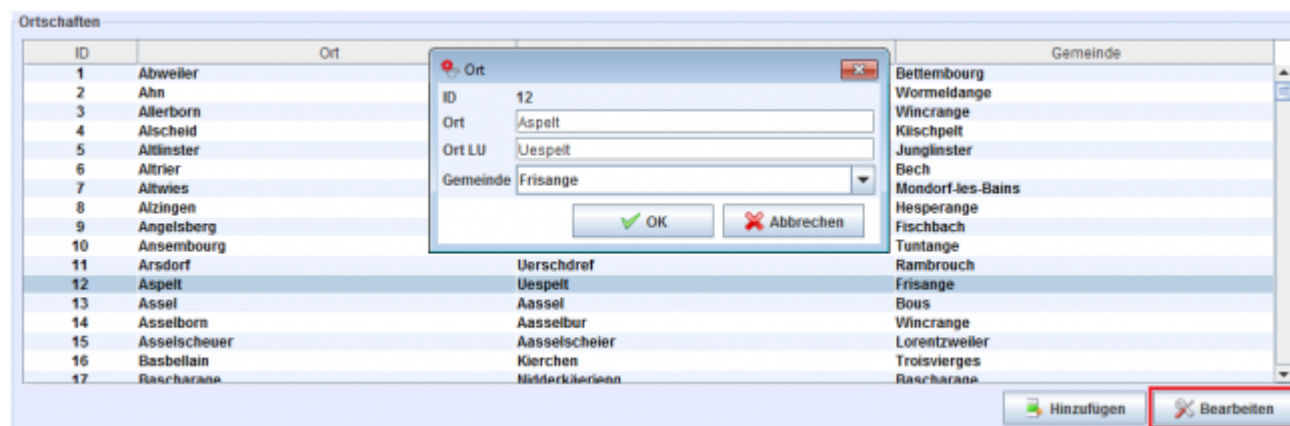 Ortschaften
ID Ort Gemeinde
1 Abweiler Bettembourg
2 Ahn Wormeldange
3 Allerborn Wincrange
4 Alscheid Kiischpelt
5 Altlinster Junglinster
6 Altrier Bech
7 Altwies Mondorf-les-Bains
8 Alzingen Hesperange
9 Angelsberg Fischbach
10 Ansembourg Tuntange
11 Arsdorf Uerschdref Rambrouch
12 Aspelt Uespelt Frisange
13 Assel Aassel Bous
14 Asselborn Aasselbur Wincrange
15 Asselscheuer Aasselscheier Lorentzweiler
16 Basbellain Kierchen Troisvierges
17 Bascharage Nidderkäerjeng Bascharage
Ort
ID 12
Ort Aspelt
Ort LU Uespelt
Gemeinde Frisange
OK Abbrechen
Hinzufügen Bearbeiten